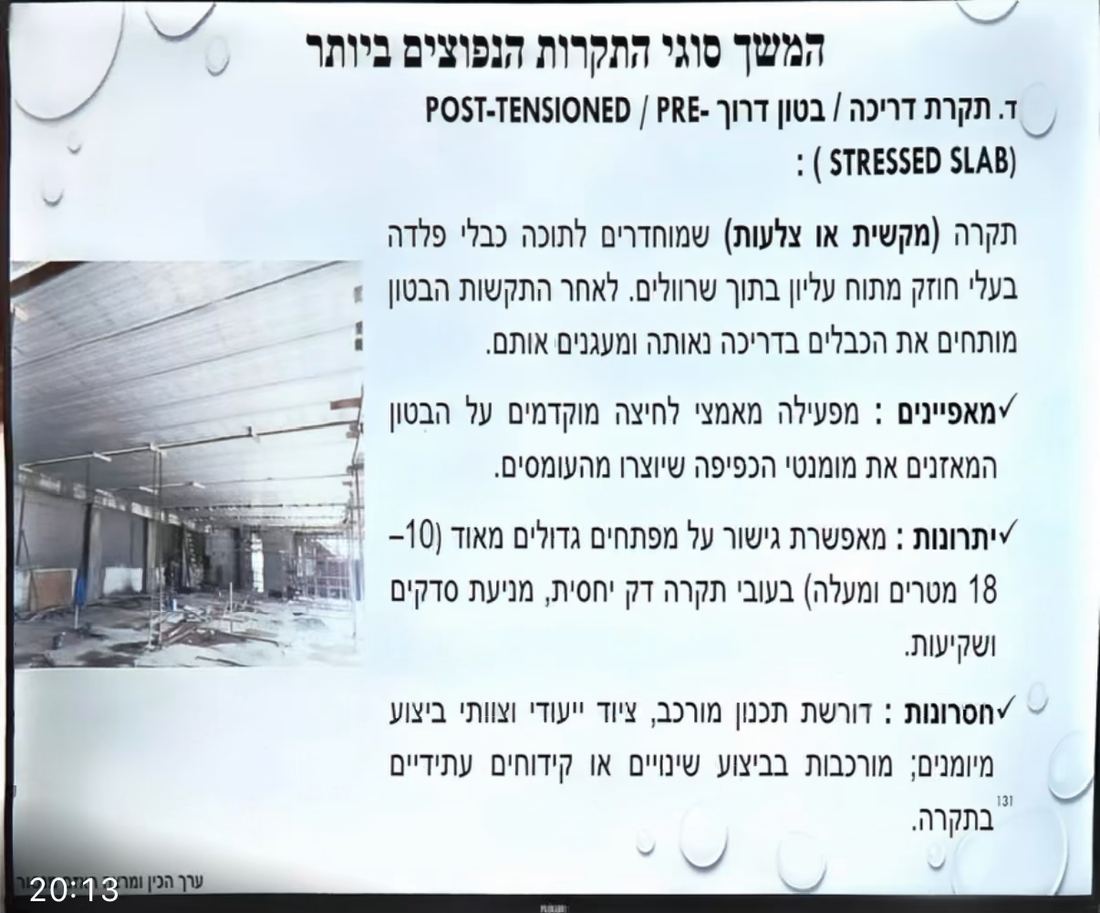 המשך סוגי התקרות הנפוצים ביותר
ד. תקרת דריכה / בטון דרוך POST-TENSIONED / PRE-
STRESSED SLAB) ) :
תקרה (מקשית או צלעות) שמוחדרים לתוכה כבלי פלדה
בעלי חוזק מתוח עליון בתוך שרוולים. לאחר התקשות הבטון
מותחים את הכבלים בדריכה נאותה ומעגנים אותם.
✓מאפיינים : מפעילה מאמצי לחיצה מוקדמים על הבטון
המאזנים את מומנטי הכפיפה שיוצרו מהעומסים.
✓יתרונות : מאפשרת גישור על מפתחים גדולים מאוד (10–
18 מטרים ומעלה) בעובי תקרה דק יחסית, מניעת סדקים
ושקיעות.
✓חסרונות : דורשת תכנון מורכב, ציוד ייעודי וצוותי ביצוע
מיומנים; מורכבות בביצוע שינויים או קידוחים עתידיים
131
בתקרה.
ערך הכין
20:13